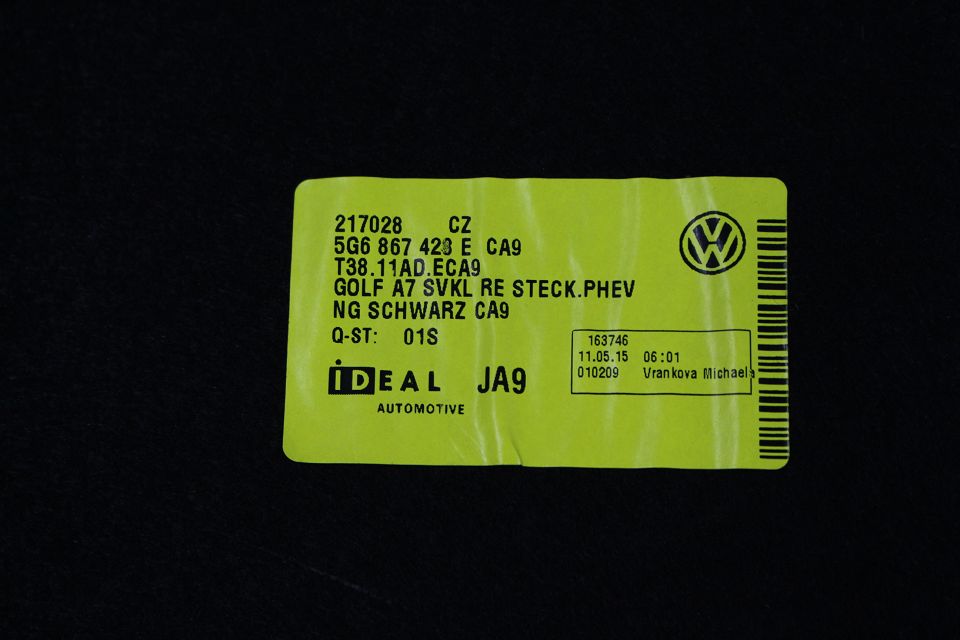 217028 CZ
5G6 867 428 E CA9
T38.11AD.ECA9
GOLF A7 SVKL RE STECK.PHEV
NG SCHWARZ CA9
Q-ST: 01S
iDEAL JA9
AUTOMOTIVE
163746
11.05.15 06:01
010209 Vrankova Michaela